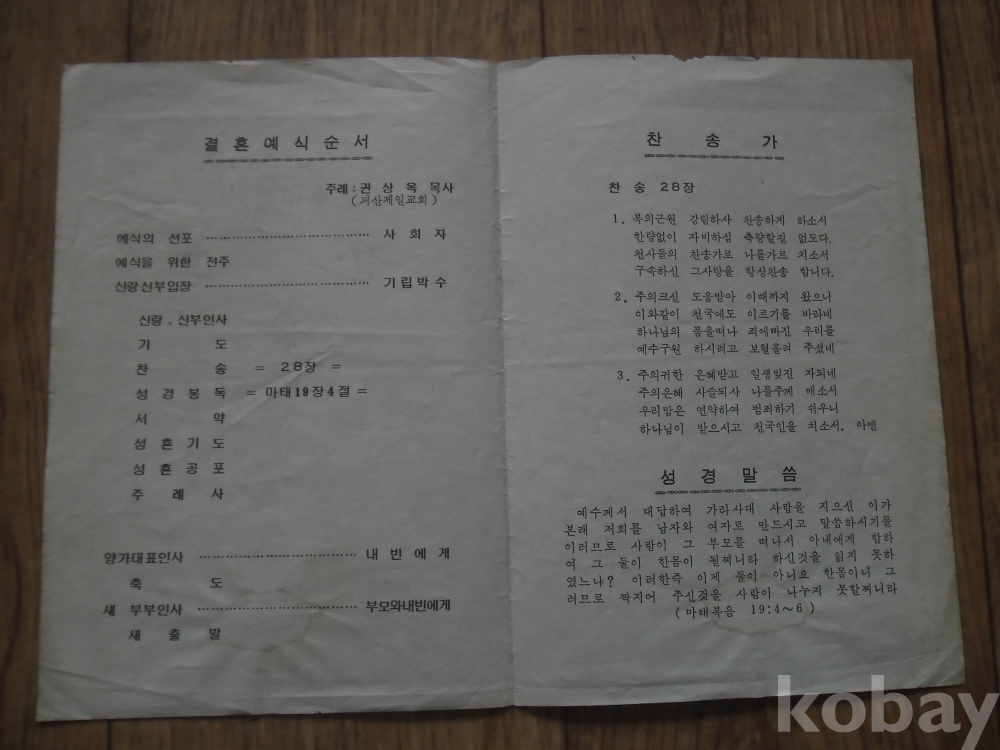 결혼예식순서
주례 : 권상옥 목사
(괴산제일교회)
예식의 선포 ········· 사 회 자
예식을 위한 전주
신랑신부입장 ········· 기립박수
신랑 . 신부인사
기 도
찬 송 = 28장 =
성경봉독 = 마태19장4절 =
서 약
성혼기도
성혼공포
주례사
양가대표인사 ········· 내빈에게
축 도
새 부부인사 ········· 부모와내빈에게
새 출 발
찬 송 가
찬 송 28장
1. 복의근원 강림하사 찬송하게 하소서
한량없이 자비하심 측량할길 없도다.
천사들의 찬송가로 나를가르 치소서
구속하신 그사랑을 항상찬송 합니다.
2. 주의크신 도움받아 이때까지 왔으니
이와같이 천국에도 이르기를 바라네
하나님의 품을떠나 죄에빠진 우리를
예수구원 하시려고 보혈흘려 주셨네
3. 주의귀한 은혜받고 일생빚진 자되네
주의은혜 사슬되사 나를주께 매소서
우리맘은 연약하여 범죄하기 쉬우니
하나님이 받으시고 천국인을 치소서. 아멘
성경말씀
예수께서 대답하여 가라사대 사람을 지으신 이가
본래 저희를 남자와 여자로 만드시고 말씀하시기를
이러므로 사람이 그 부모를 떠나서 아내에게 합하
여 그 둘이 한몸이 될찌니라 하신것을 읽지 못하
였느냐? 이러한즉 이제 둘이 아니요 한몸이니 그
러므로 짝지어 주신것을 사람이 나누지 못할찌니라
(마태복음 19:4~6)
kobay